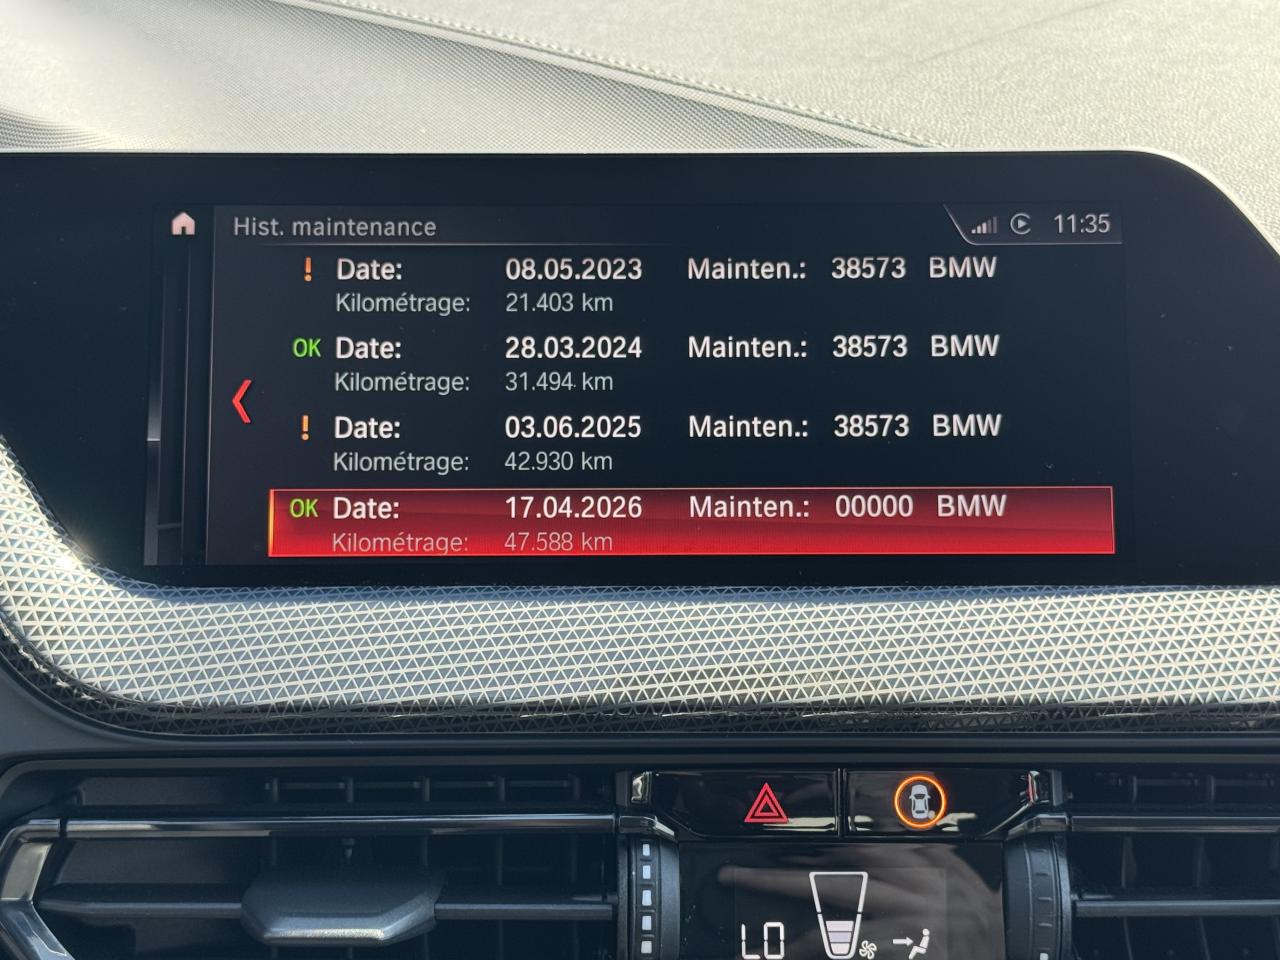 Hist. maintenance
11:35
! Date: 08.05.2023 Mainten.: 38573 BMW
Kilométrage: 21.403 km
OK Date: 28.03.2024 Mainten.: 38573 BMW
Kilométrage: 31.494 km
! Date: 03.06.2025 Mainten.: 38573 BMW
Kilométrage: 42.930 km
OK Date: 17.04.2026 Mainten.: 00000 BMW
Kilométrage: 47.588 km
LO